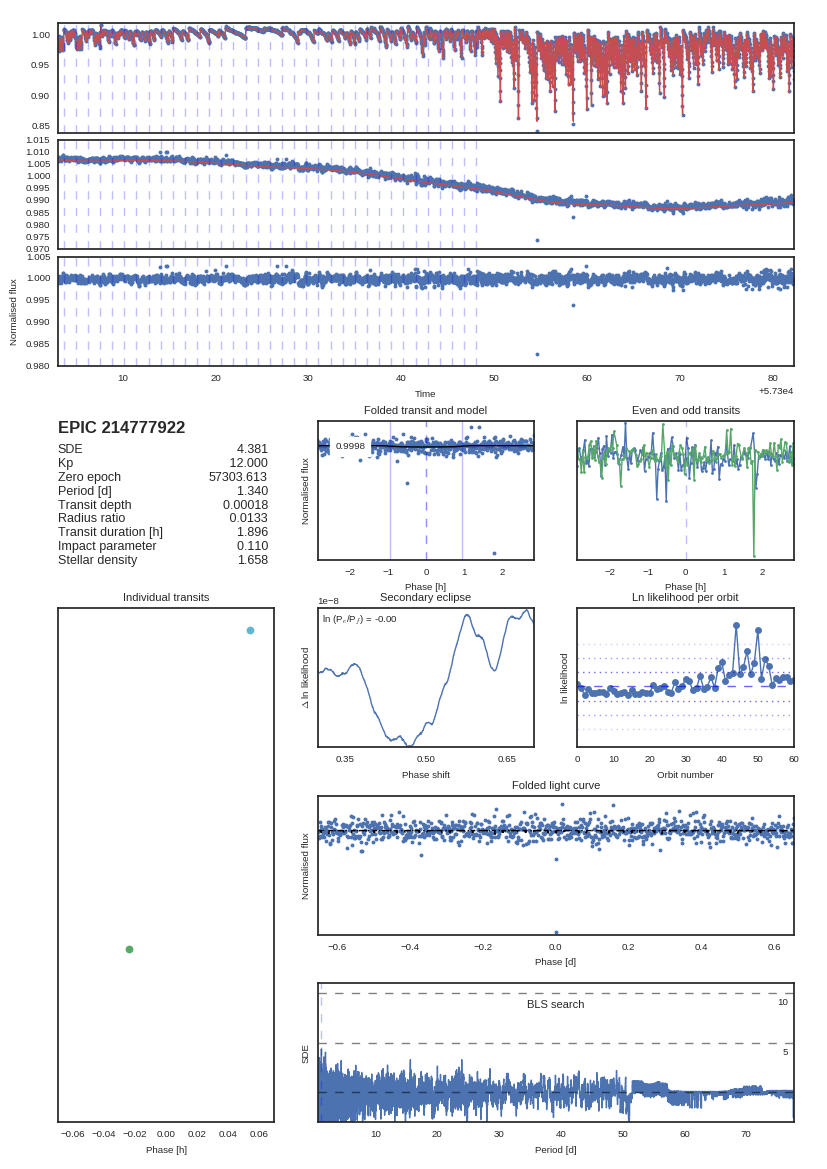 1.00
0.95
0.90
0.85
1.015
1.010
1.005
1.000
0.995
0.990
0.985
0.980
0.975
0.970
1.005
1.000
0.995
0.990
0.985
0.980
Normalised flux
10 20 30 40 50 60 70 80
Time
+5.73e4
EPIC 214777922
SDE 4.381
Kp 12.000
Zero epoch 57303.613
Period [d] 1.340
Transit depth 0.00018
Radius ratio 0.0133
Transit duration [h] 1.896
Impact parameter 0.110
Stellar density 1.658
Folded transit and model
0.9998
Normalised flux
−2 −1 0 1 2
Phase [h]
Even and odd transits
−2 −1 0 1 2
Phase [h]
Individual transits
−0.06 −0.04 −0.02 0.00 0.02 0.04 0.06
Phase [h]
Secondary eclipse
1e−8
Δ ln likelihood
0.35 0.50 0.65
Phase shift
Ln likelihood per orbit
ln likelihood
0 10 20 30 40 50 60
Orbit number
Folded light curve
Normalised flux
−0.6 −0.4 −0.2 0.0 0.2 0.4 0.6
Phase [d]
BLS search
10
5
SDE
10 20 30 40 50 60 70
Period [d]